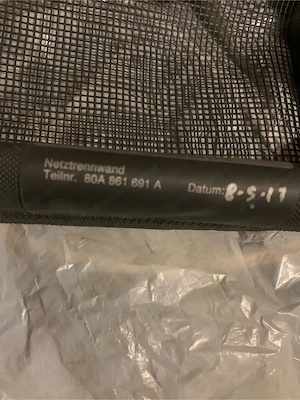 Netztrennwand
Teilnr. 80A 861 691 A Datum: 8-5-17